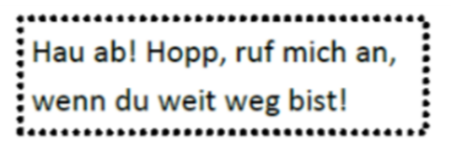 Hau ab! Hopp, ruf mich an,
wenn du weit weg bist!